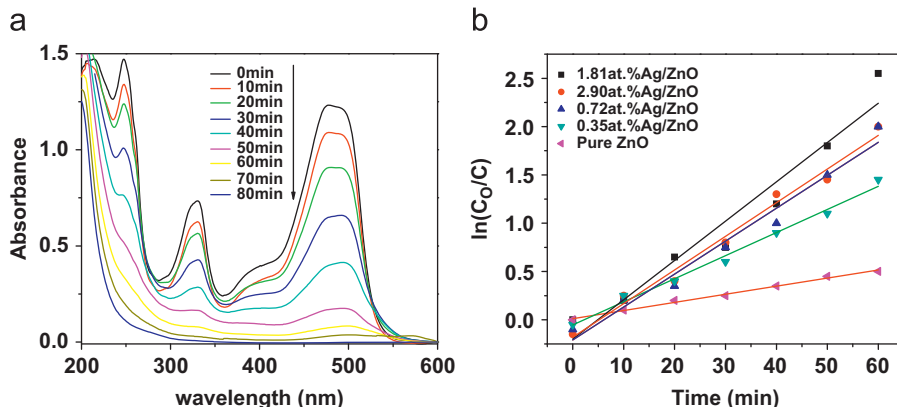 a
1.5
1.0
0.5
0.0
Absorbance
0min
10min
20min
30min
40min
50min
60min
70min
80min
200 300 400 500 600
wavelength (nm)
b
2.5
2.0
1.5
1.0
0.5
0.0
ln(CO/C)
1.81at.%Ag/ZnO
2.90at.%Ag/ZnO
0.72at.%Ag/ZnO
0.35at.%Ag/ZnO
Pure ZnO
0 10 20 30 40 50 60
Time (min)